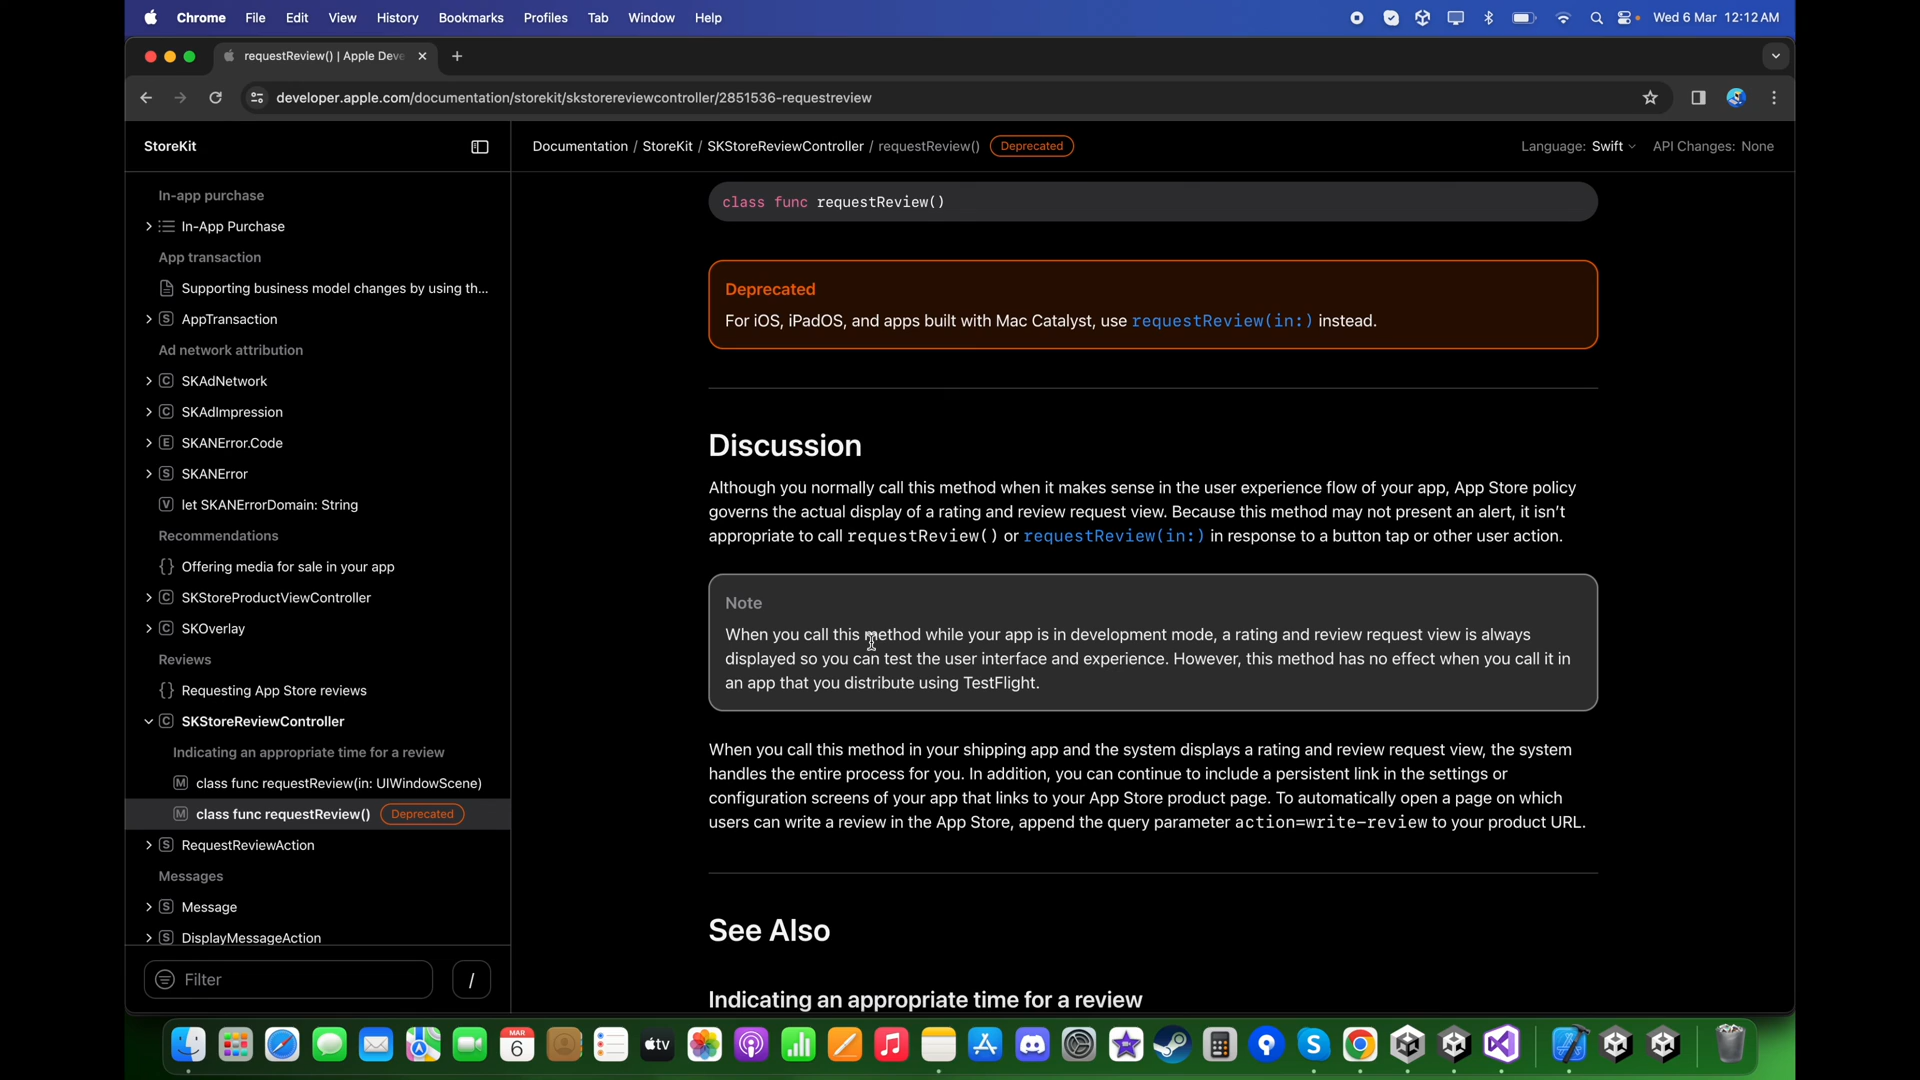 Chrome File Edit View History Bookmarks Profiles Tab Window Help Wed 6 Mar 12:12 AM
requestReview() | Apple Deve
developer.apple.com/documentation/storekit/skstorereviewcontroller/2851536-requestreview
StoreKit
In-app purchase
In-App Purchase
App transaction
Supporting business model changes by using th...
S AppTransaction
Ad network attribution
C SKAdNetwork
C SKAdImpression
E SKANError.Code
S SKANError
V let SKANErrorDomain: String
Recommendations
{} Offering media for sale in your app
C SKStoreProductViewController
C SKOverlay
Reviews
{} Requesting App Store reviews
C SKStoreReviewController
Indicating an appropriate time for a review
M class func requestReview(in: UIWindowScene)
M class func requestReview() Deprecated
S RequestReviewAction
Messages
S Message
S DisplayMessageAction
Filter /
Documentation / StoreKit / SKStoreReviewController / requestReview() Deprecated Language: Swift API Changes: None
class func requestReview()
Deprecated
For iOS, iPadOS, and apps built with Mac Catalyst, use requestReview(in:) instead.
Discussion
Although you normally call this method when it makes sense in the user experience flow of your app, App Store policy
governs the actual display of a rating and review request view. Because this method may not present an alert, it isn't
appropriate to call requestReview() or requestReview(in:) in response to a button tap or other user action.
Note
When you call this method while your app is in development mode, a rating and review request view is always
displayed so you can test the user interface and experience. However, this method has no effect when you call it in
an app that you distribute using TestFlight.
When you call this method in your shipping app and the system displays a rating and review request view, the system
handles the entire process for you. In addition, you can continue to include a persistent link in the settings or
configuration screens of your app that links to your App Store product page. To automatically open a page on which
users can write a review in the App Store, append the query parameter action=write-review to your product URL.
See Also
Indicating an appropriate time for a review
MAR
6
tv
S